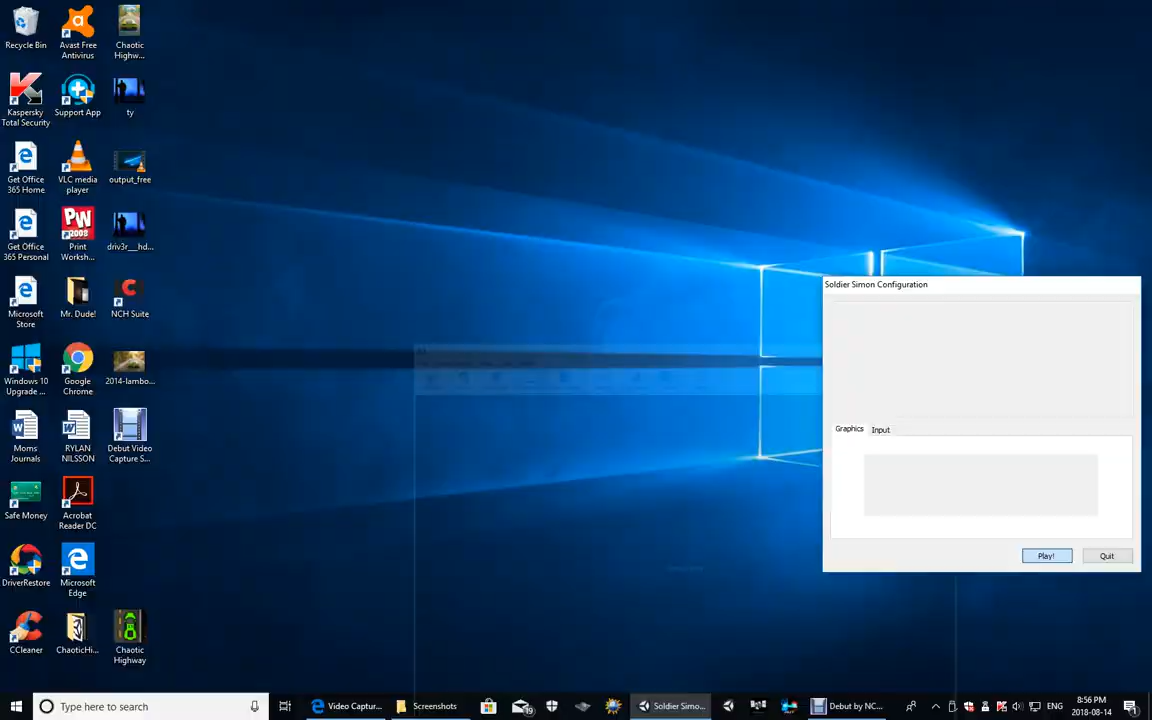 Recycle Bin
Avast Free
Antivirus
Chaotic
Highw...
Kaspersky
Total Security
Support App
ty
Get Office
365 Home
VLC media
player
output_free
Get Office
365 Personal
PW
2003
Print
Worksh...
driv3r___hd...
Microsoft
Store
Mr. Dude!
NCH Suite
Windows 10
Upgrade ...
Google
Chrome
2014-lambo...
Moms
Journals
RYLAN
NILSSON
Debut Video
Capture S...
Safe Money
Acrobat
Reader DC
DriverRestore
Microsoft
Edge
CCleaner
ChaoticHi...
Chaotic
Highway
Soldier Simon Configuration
Graphics
Input
Play!
Quit
Type here to search
Video Captur...
Screenshots
19
Soldier Simo...
Debut by NC...
ENG
8:56 PM
2018-08-14